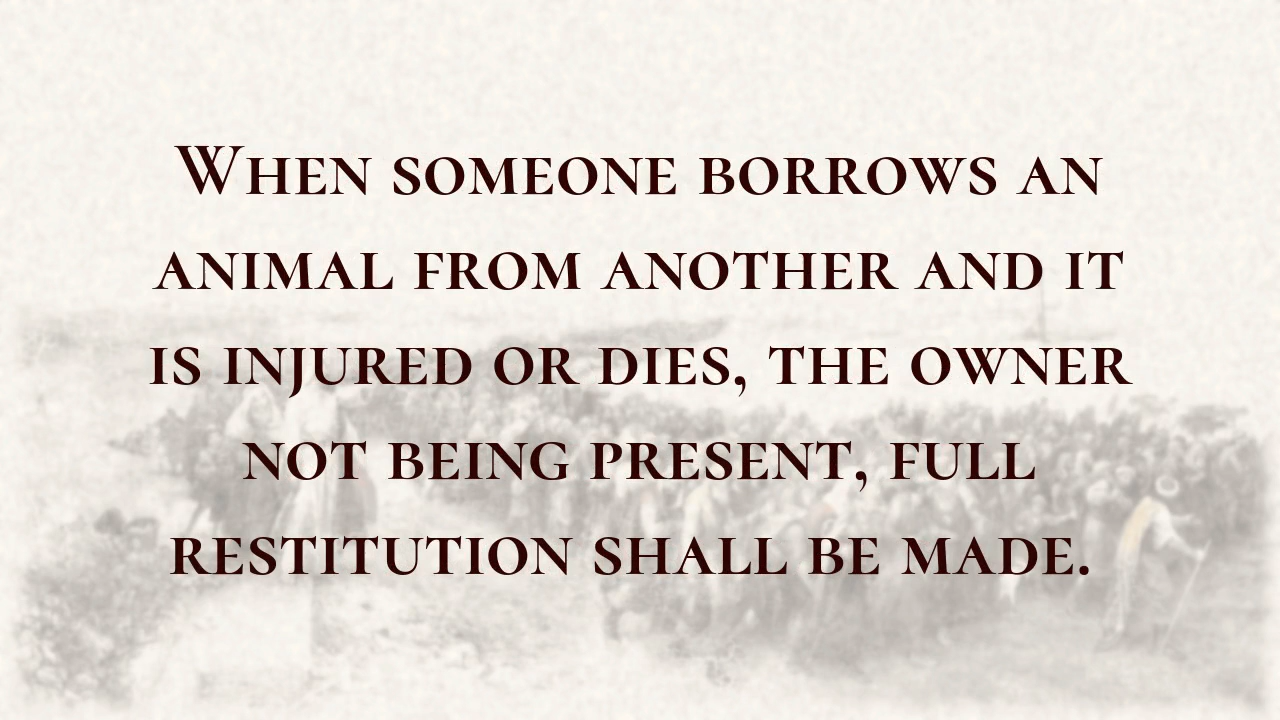 When someone borrows an
animal from another and it
is injured or dies, the owner
not being present, full
restitution shall be made.